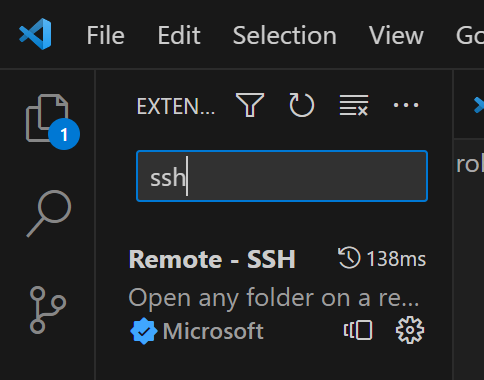 File Edit Selection View Go
EXTEN... ...
1
ssh
rol
Remote - SSH 138ms
Open any folder on a re...
Microsoft